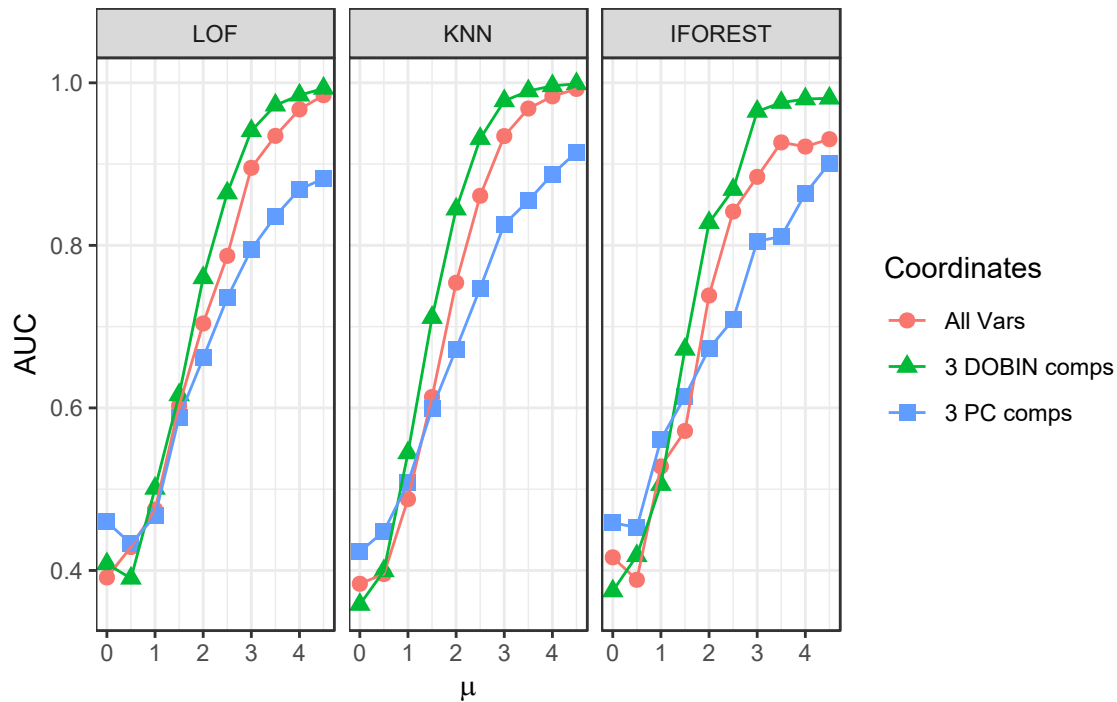 LOF KNN IFOREST
AUC
1.0
0.8
0.6
0.4
0 1 2 3 4 0 1 2 3 4 0 1 2 3 4
μ
Coordinates
All Vars
3 DOBIN comps
3 PC comps